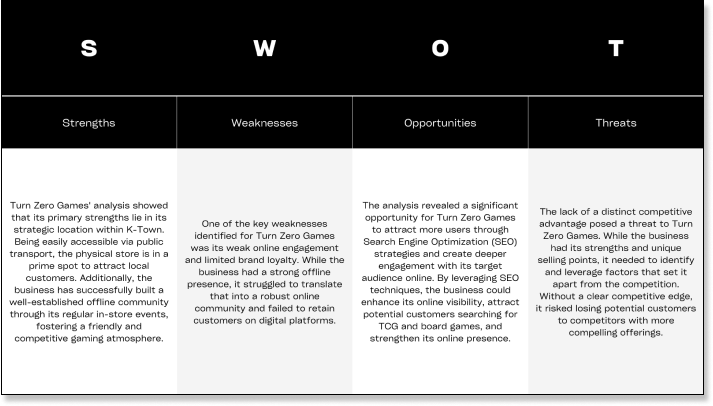 S
W
O
T
Strengths
Weaknesses
Opportunities
Threats
Turn Zero Games' analysis showed
that its primary strengths lie in its
strategic location within K-Town.
Being easily accessible via public
transport, the physical store is in a
prime spot to attract local
customers. Additionally, the
business has successfully built a
well-established offline community
through its regular in-store events,
fostering a friendly and
competitive gaming atmosphere.
One of the key weaknesses
identified for Turn Zero Games
was its weak online engagement
and limited brand loyalty. While the
business had a strong offline
presence, it struggled to translate
that into a robust online
community and failed to retain
customers on digital platforms.
The analysis revealed a significant
opportunity for Turn Zero Games
to attract more users through
Search Engine Optimization (SEO)
strategies and create deeper
engagement with its target
audience online. By leveraging SEO
techniques, the business could
enhance its online visibility, attract
potential customers searching for
TCG and board games, and
strengthen its online presence.
The lack of a distinct competitive
advantage posed a threat to Turn
Zero Games. While the business
had its strengths and unique
selling points, it needed to identify
and leverage factors that set it
apart from the competition.
Without a clear competitive edge,
it risked losing potential customers
to competitors with more
compelling offerings.